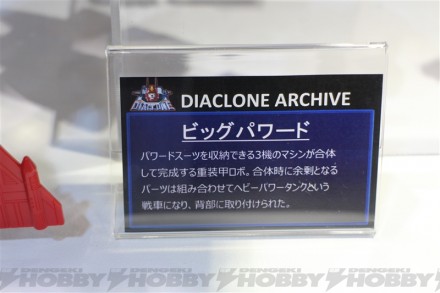 DIACLONE
DIACLONE ARCHIVE
ビッグパワード
パワードスーツを収納できる3機のマシンが合体
して完成する重装甲ロボ。合体時に余剰となる
パーツは組み合わせてヘビーパワータンクという
戦車になり、背部に取り付けられた。
DENGEKI HOBBY DENGEKI HOBBY DENGEKI HOBBY DENGEKI HOBBY